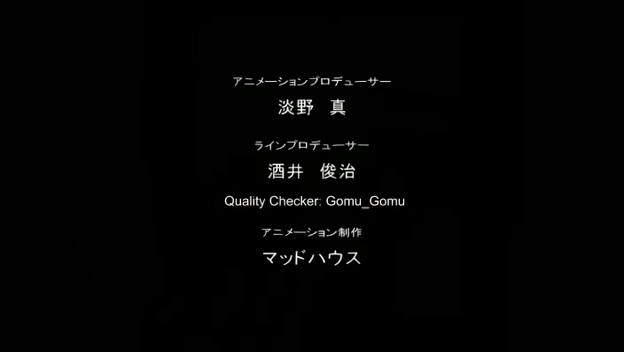 アニメーションプロデューサー
淡野 真
ラインプロデューサー
酒井 俊治
Quality Checker: Gomu_Gomu
アニメーション制作
マッドハウス